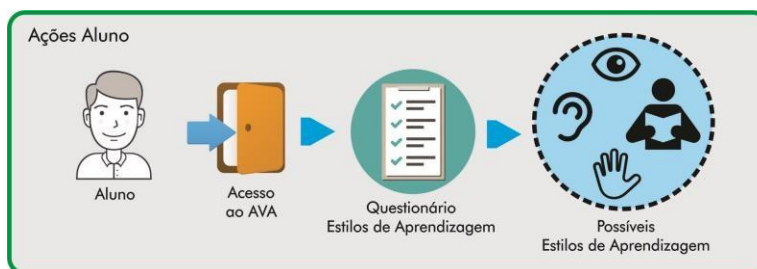 Ações Aluno
Aluno
Acesso
ao AVA
Questionário
Estilos de Aprendizagem
Possíveis
Estilos de Aprendizagem